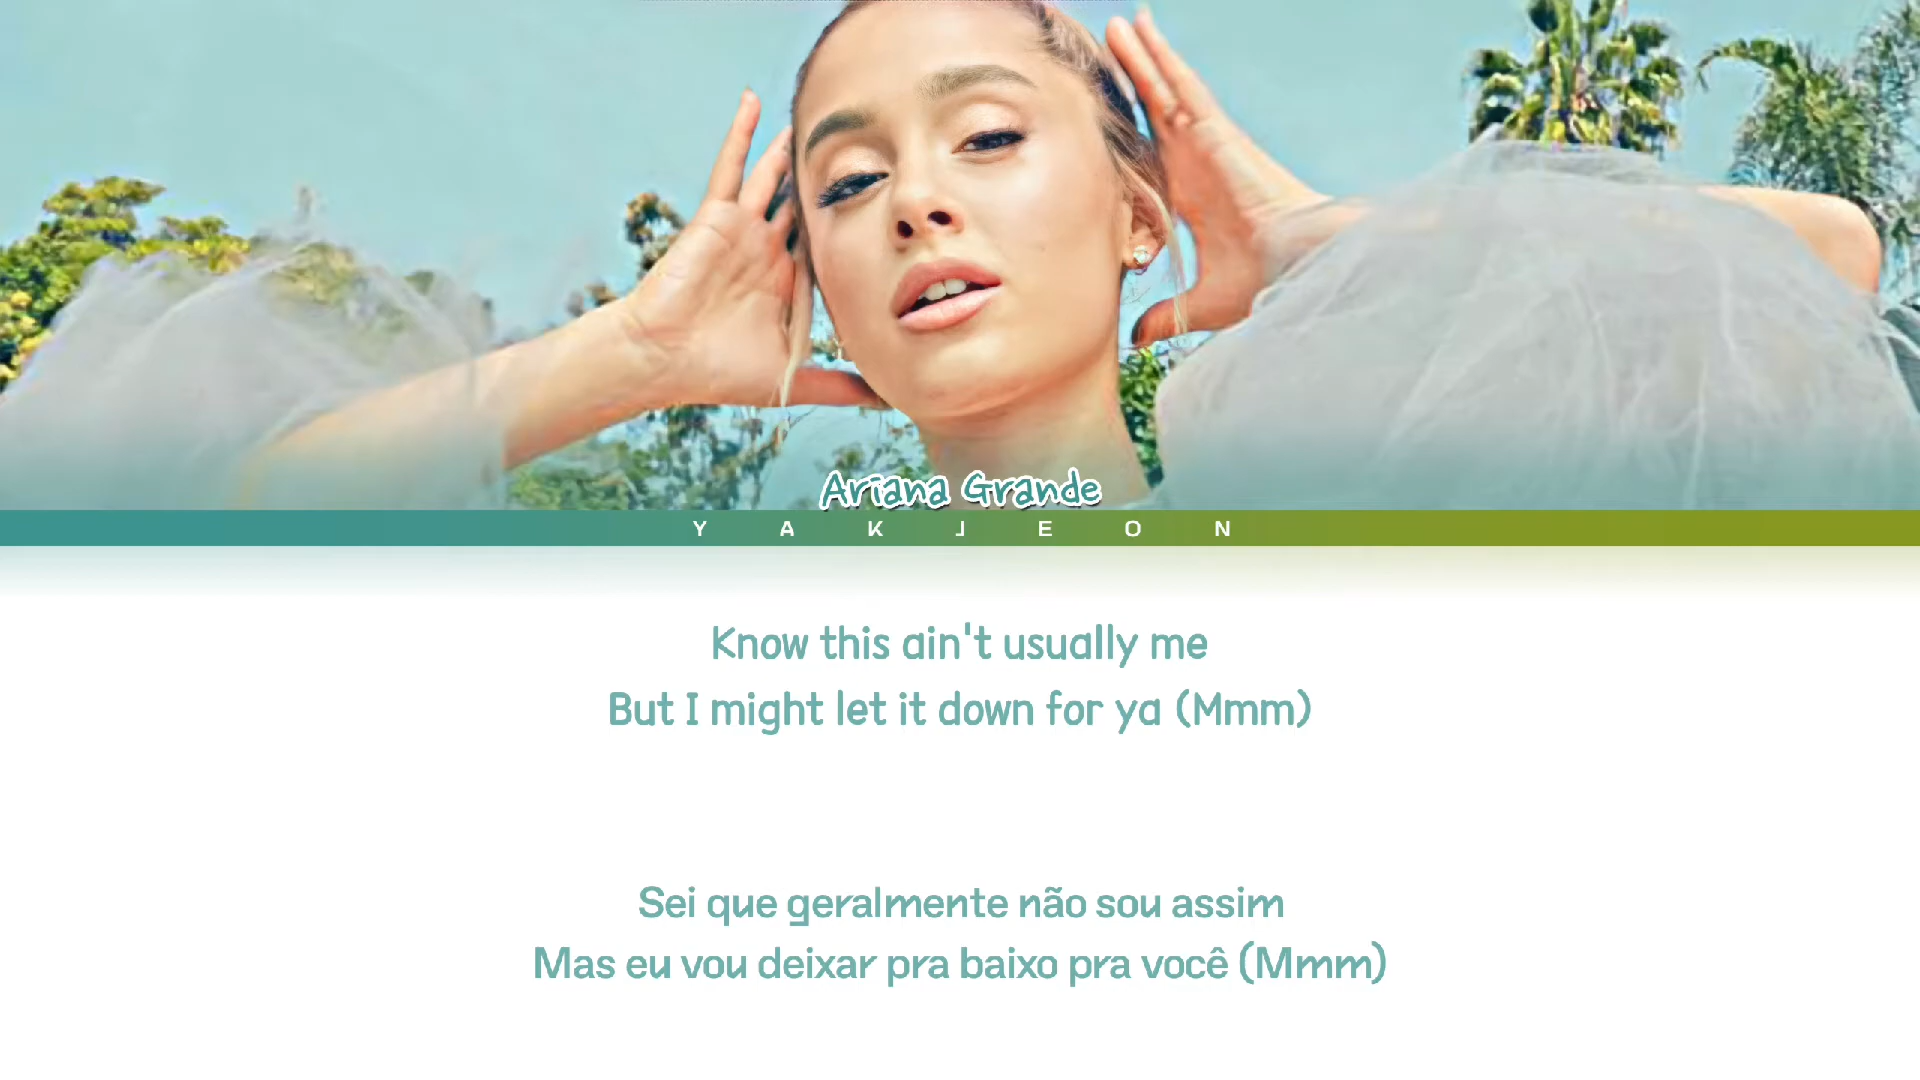 Ariana Grande
YAKJEON
Know this ain't usually me
But I might let it down for ya (Mmm)
Sei que geralmente não sou assim
Mas eu vou deixar pra baixo pra você (Mmm)